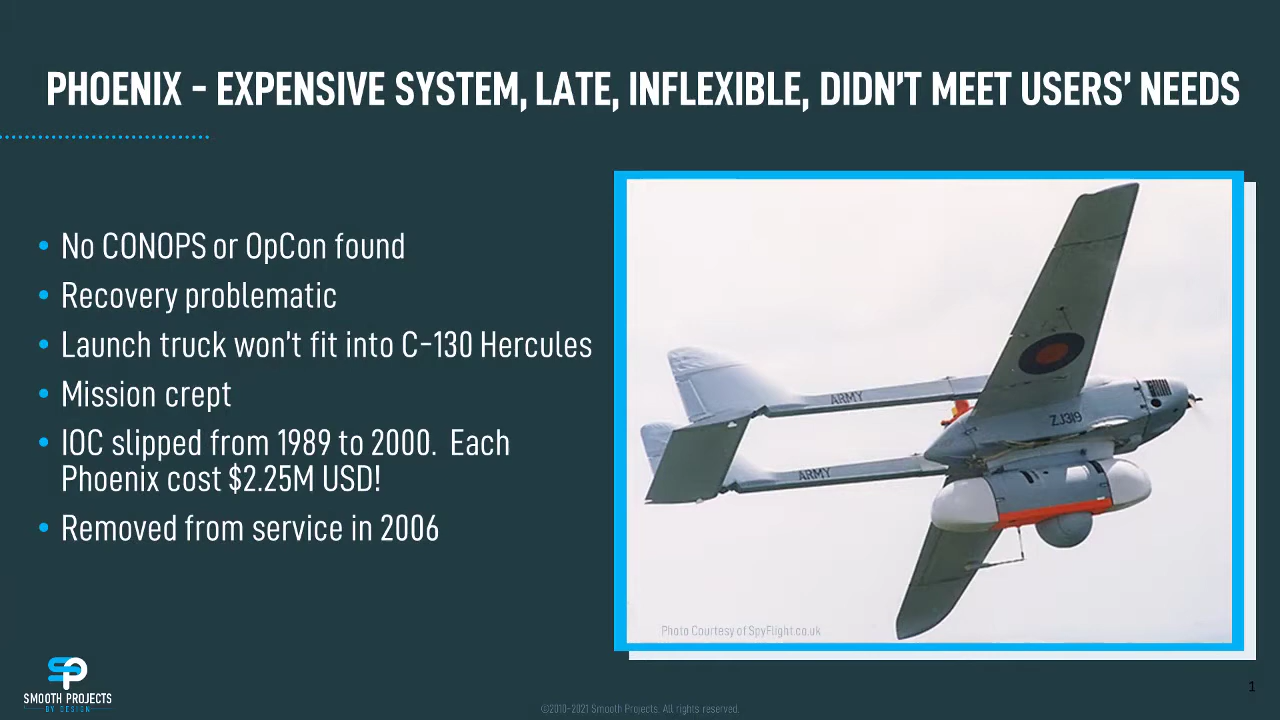 PHOENIX - EXPENSIVE SYSTEM, LATE, INFLEXIBLE, DIDN'T MEET USERS' NEEDS
• No CONOPS or OpCon found
• Recovery problematic
• Launch truck won't fit into C-130 Hercules
• Mission crept
• IOC slipped from 1989 to 2000. Each
Phoenix cost $2.25M USD!
• Removed from service in 2006
ARMY
ZJ319
ARMY
Photo Courtesy of SpyFlight.co.uk
SP
SMOOTH PROJECTS
BY DESIGN
©2010-2021 Smooth Projects. All rights reserved.
1